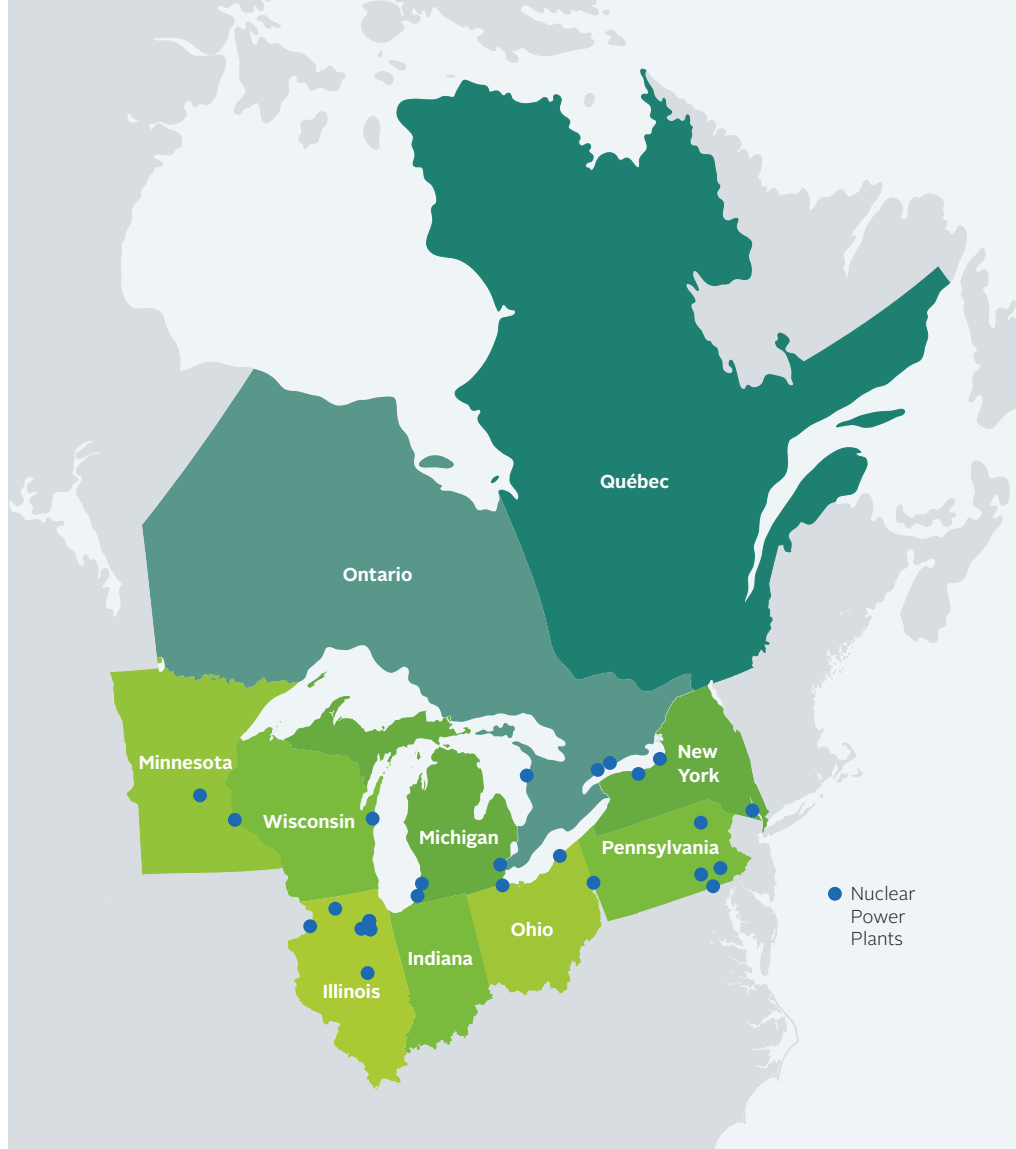 Québec
Ontario
New
York
Minnesota
Wisconsin
Michigan
Pennsylvania
Nuclear
Power
Plants
Ohio
Indiana
Illinois